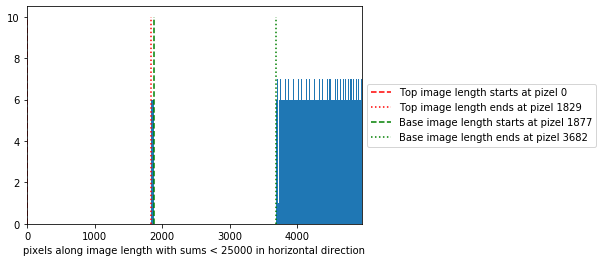 10
8
6
4
2
0
0 1000 2000 3000 4000
pixels along image length with sums < 25000 in horizontal direction
Top image length starts at pizel 0
Top image length ends at pizel 1829
Base image length starts at pizel 1877
Base image length ends at pizel 3682